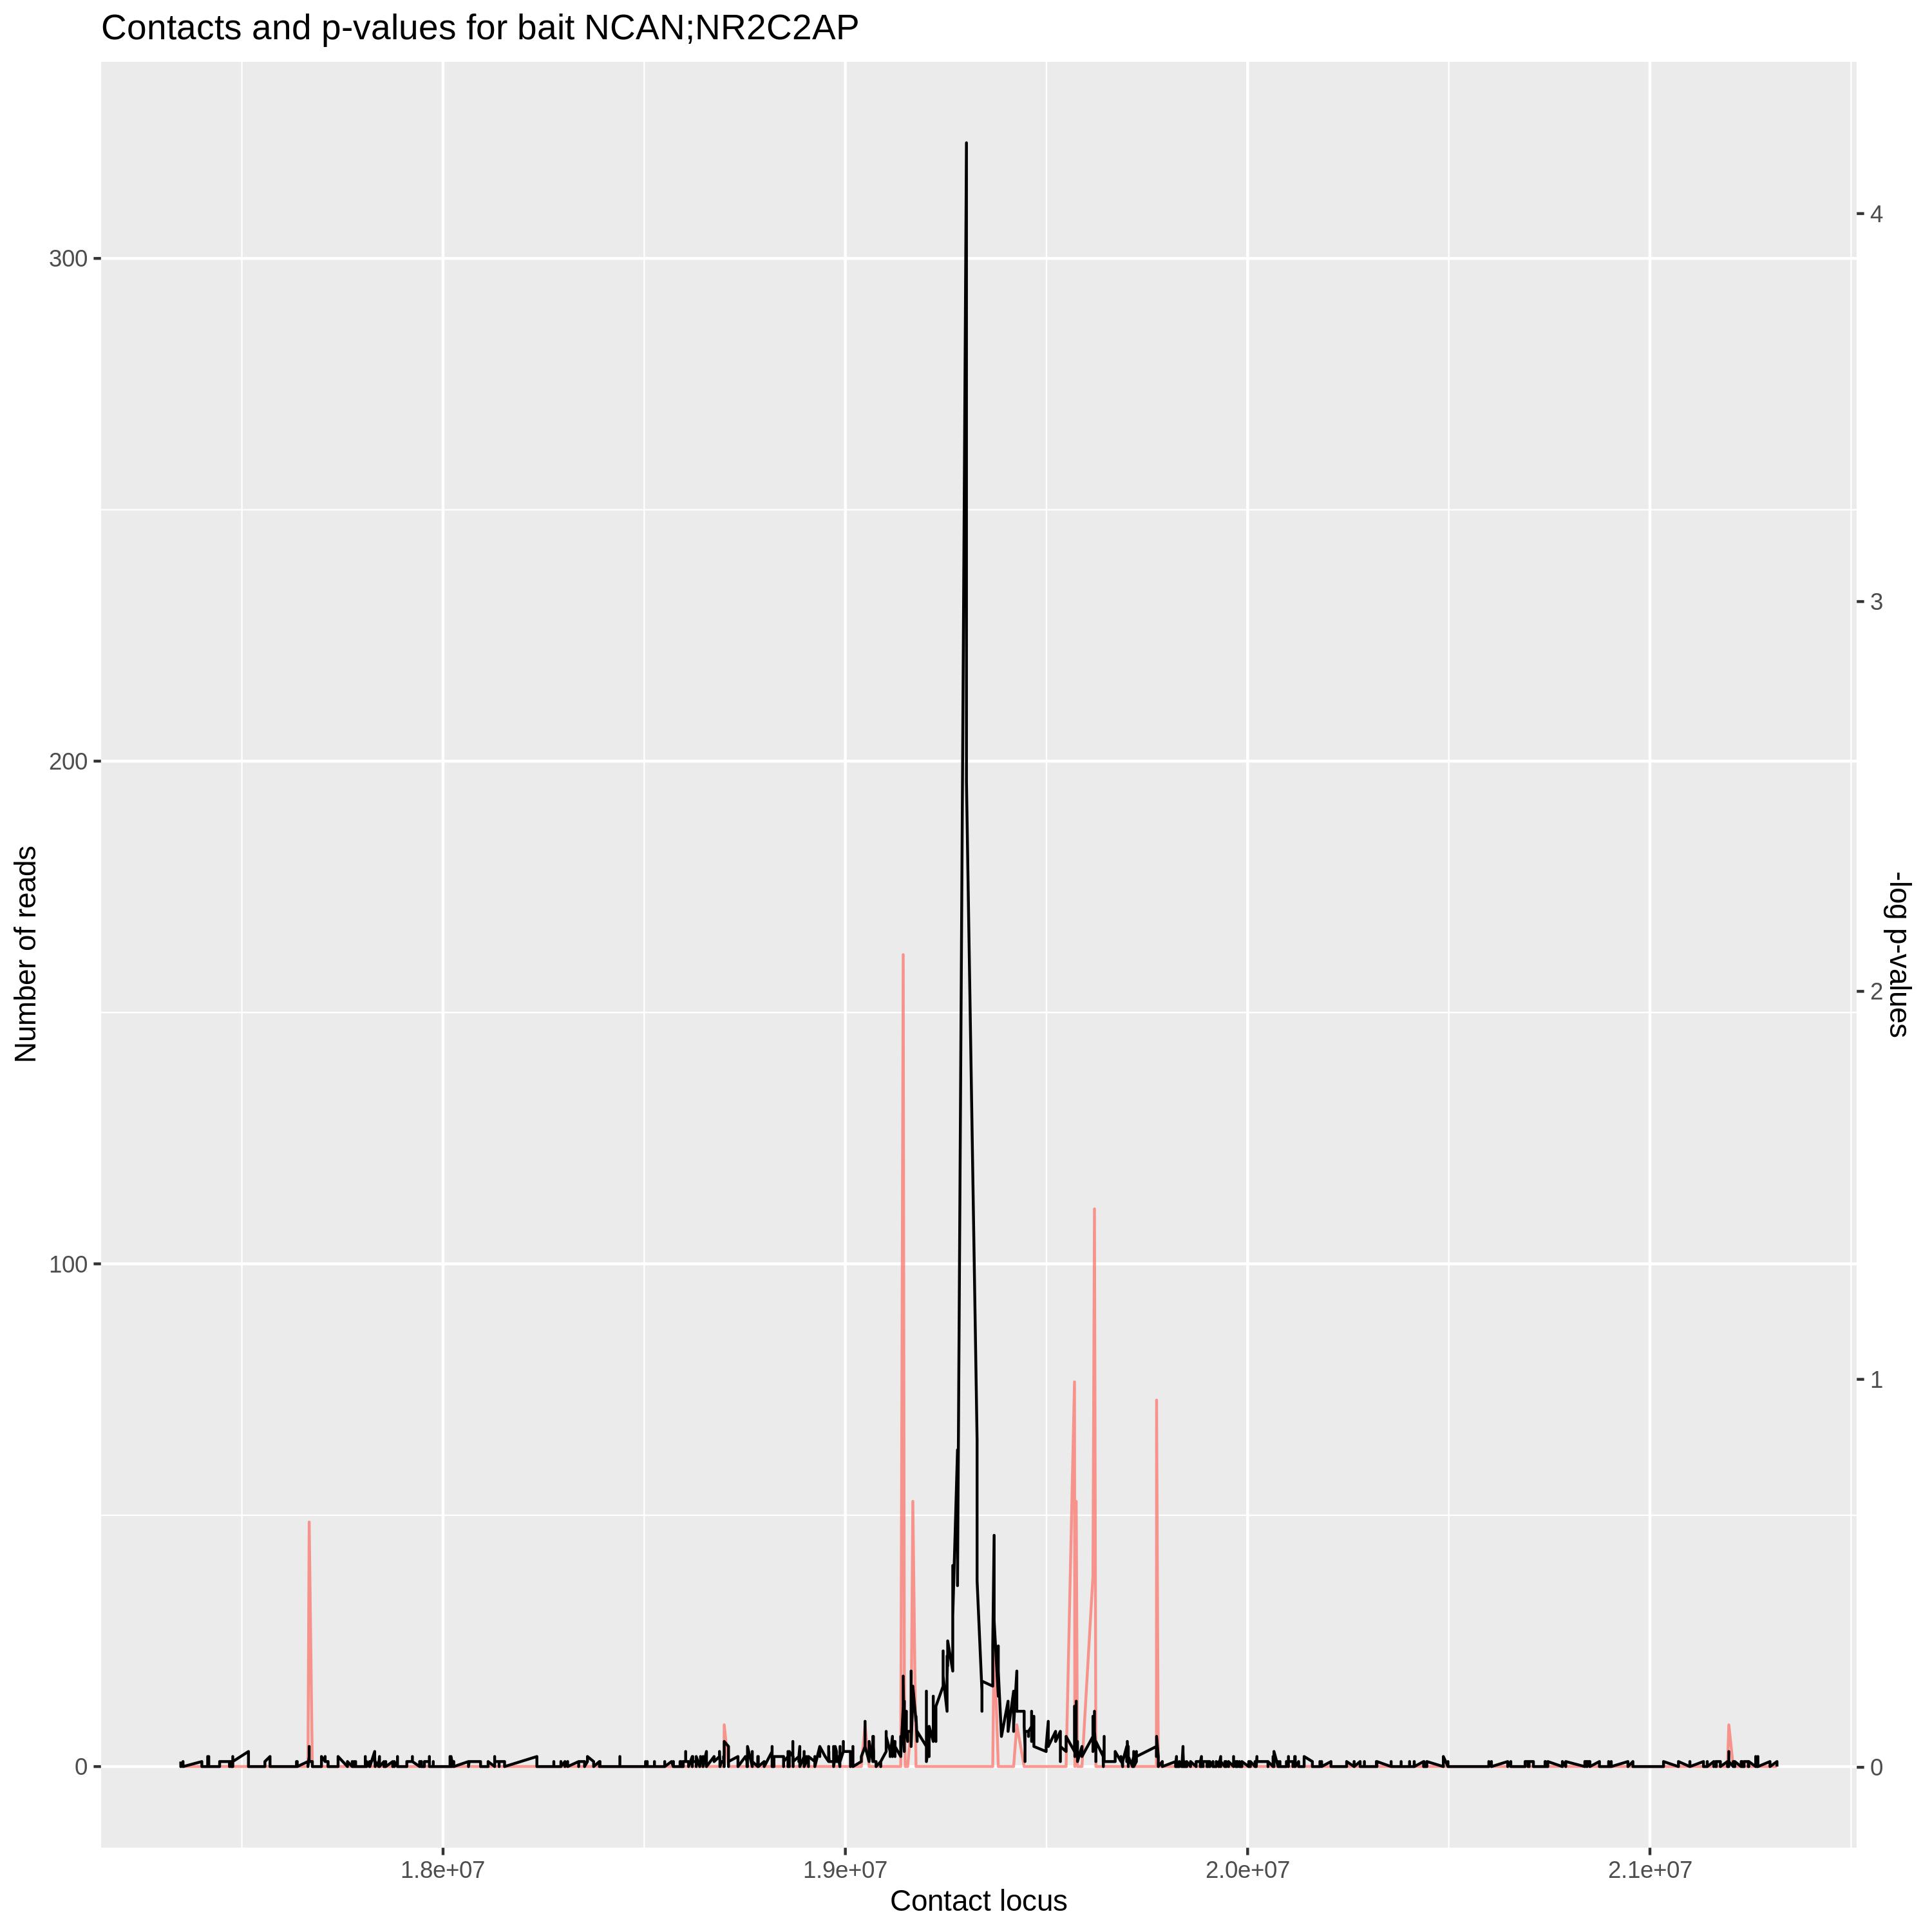 Contacts and p-values for bait NCAN;NR2C2AP
300
200
100
0
Number of reads
4
3
2
1
0
-log p-values
1.8e+07
1.9e+07
2.0e+07
2.1e+07
Contact locus